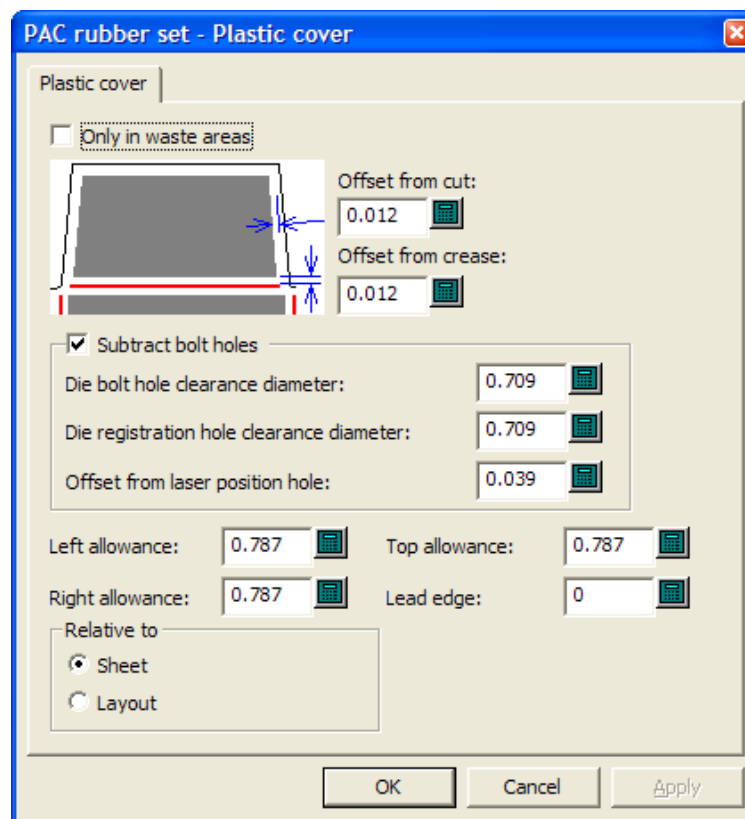 PAC rubber set - Plastic cover
Plastic cover
Only in waste areas
Offset from cut:
0.012
Offset from crease:
0.012
Subtract bolt holes
Die bolt hole clearance diameter: 0.709
Die registration hole clearance diameter: 0.709
Offset from laser position hole: 0.039
Left allowance: 0.787 Top allowance: 0.787
Right allowance: 0.787 Lead edge: 0
Relative to
Sheet
Layout
OK Cancel Apply